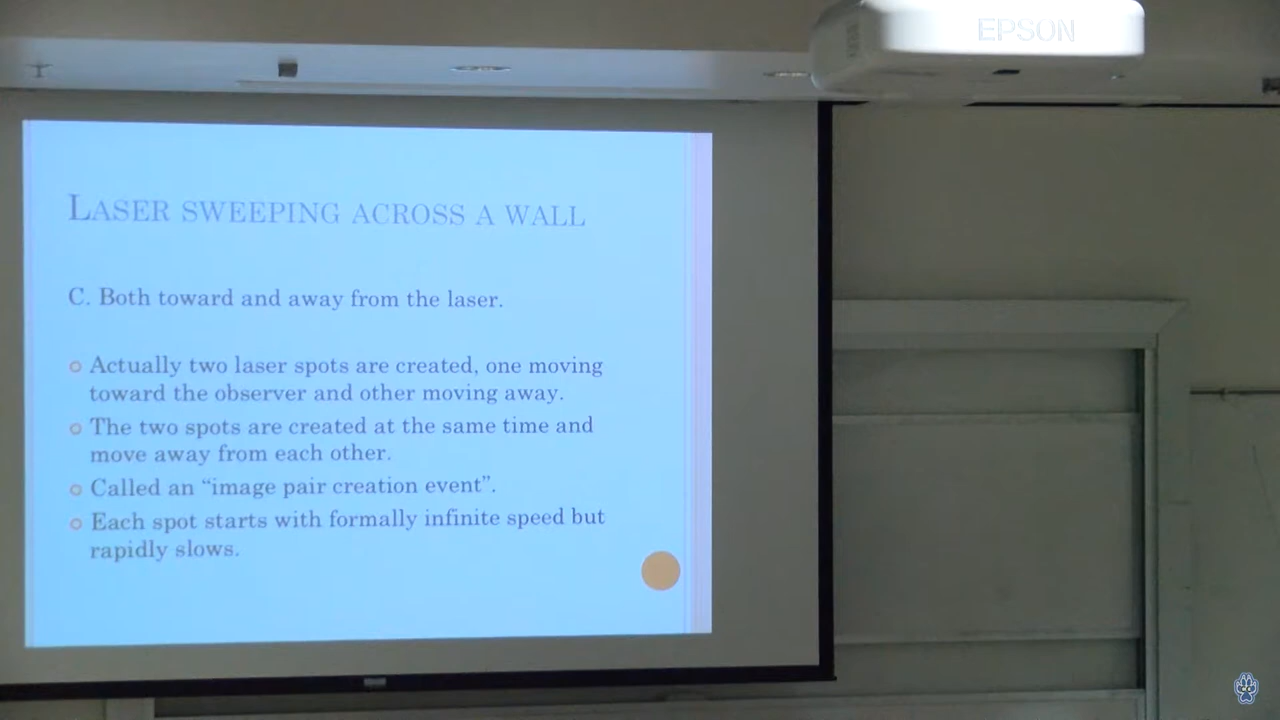 EPSON
LASER SWEEPING ACROSS A WALL
C. Both toward and away from the laser.
Actually two laser spots are created, one moving
toward the observer and other moving away.
The two spots are created at the same time and
move away from each other.
Called an “image pair creation event”.
Each spot starts with formally infinite speed but
rapidly slows.